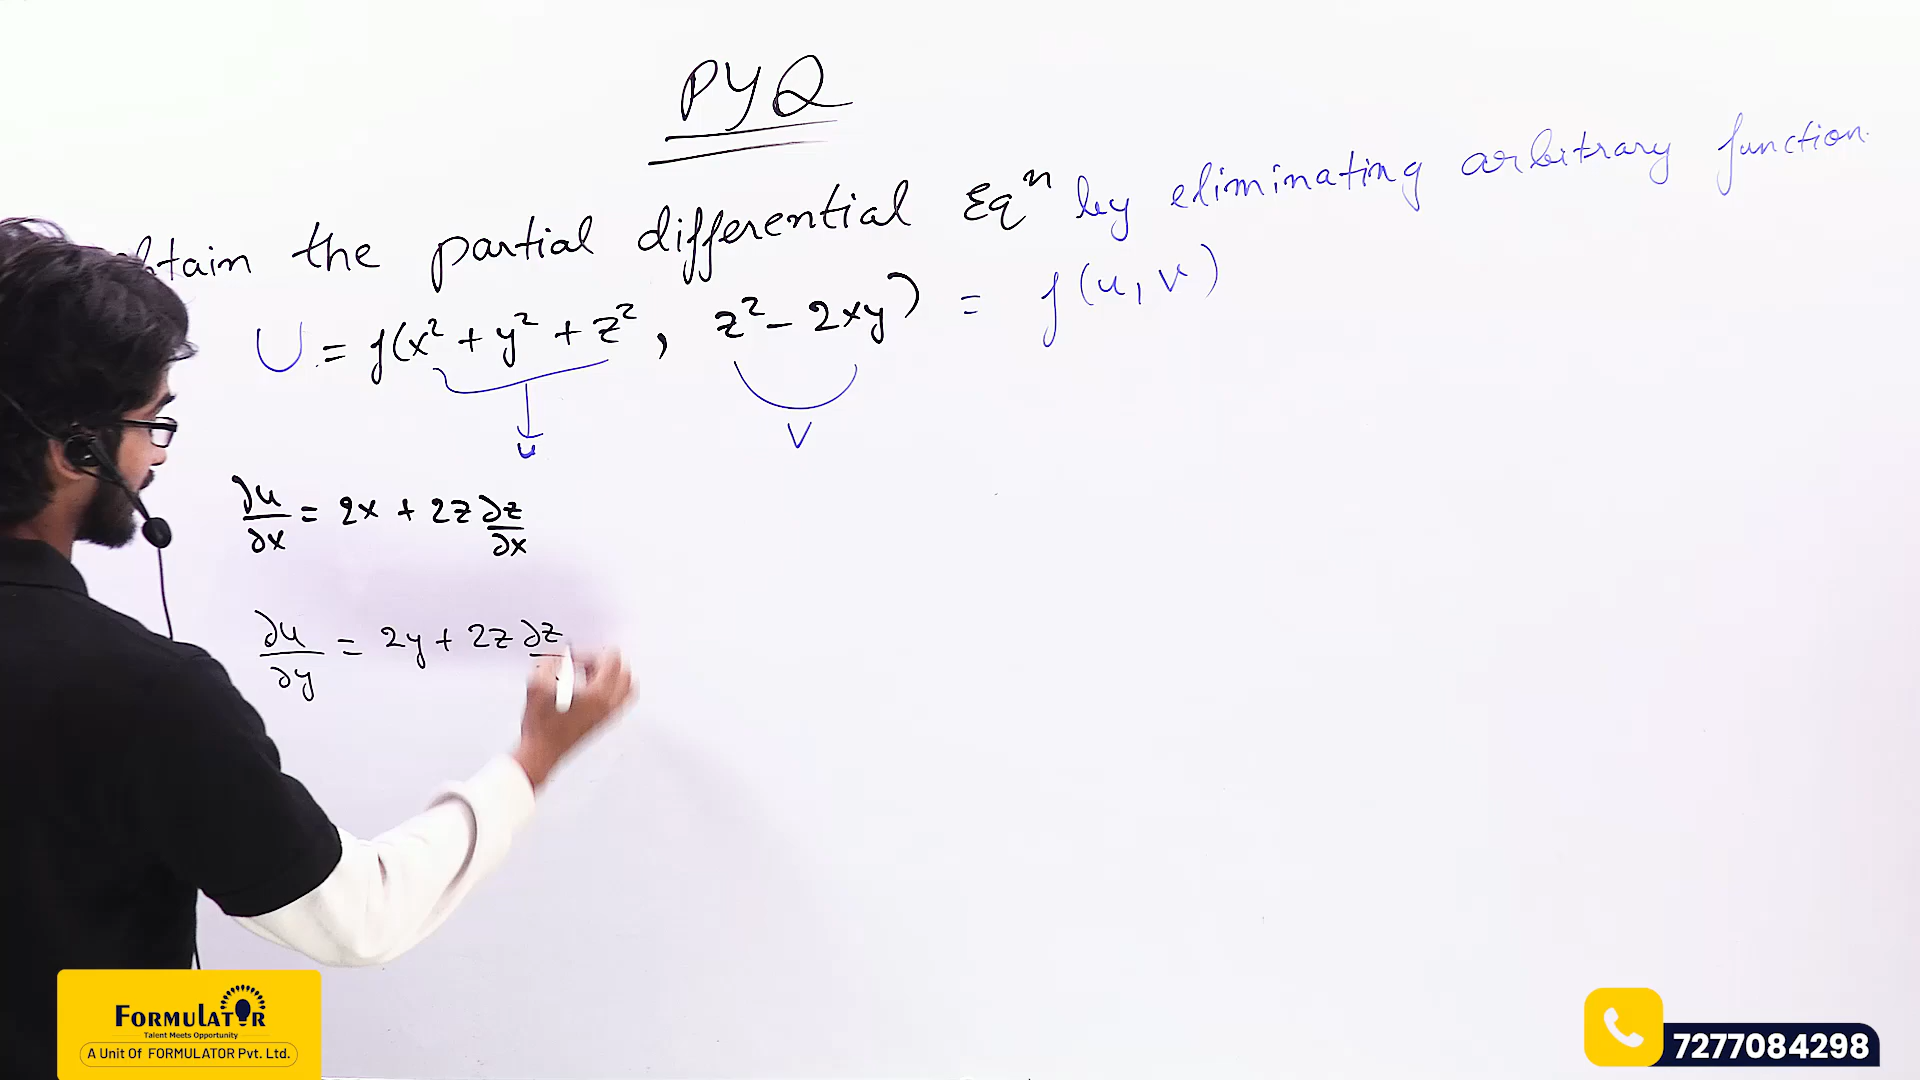 PYQ
the partial differential Eqⁿ by eliminating arbitrary function.
U = f(x² + y² + z², z² - 2xy) = f(u, v)
u
v
∂u/∂x = 2x + 2z ∂z/∂x
∂u/∂y = 2y + 2z ∂z
FORMULATOR
Talent Meets Opportunity
A Unit Of FORMULATOR Pvt. Ltd.
7277084298